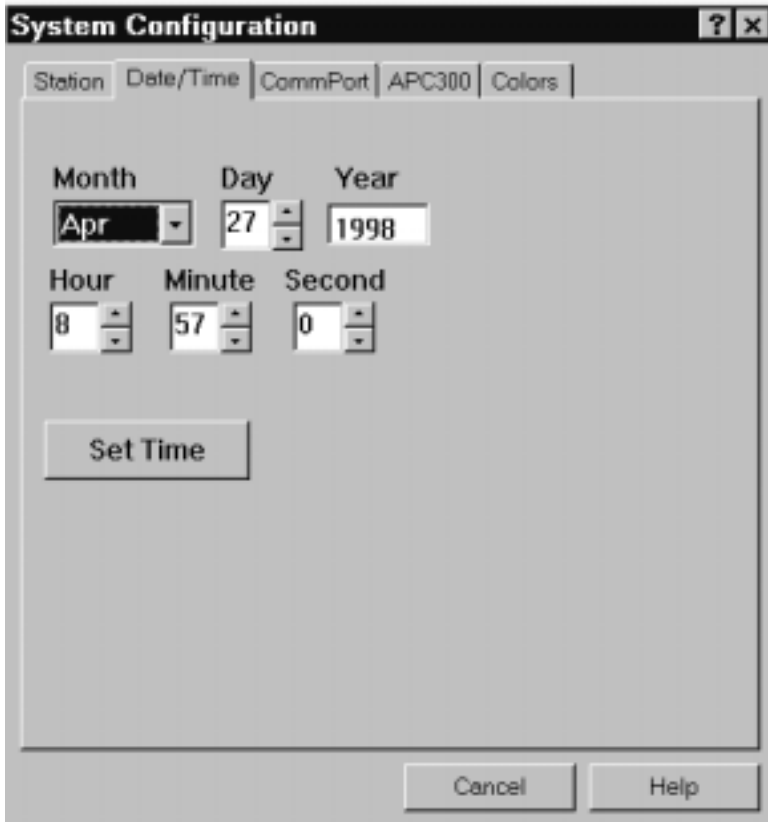 System Configuration ? ×
Station Date/Time CommPort APC300 Colors
Month Day Year
Apr 27 1998
Hour Minute Second
8 57 0
Set Time
Cancel Help